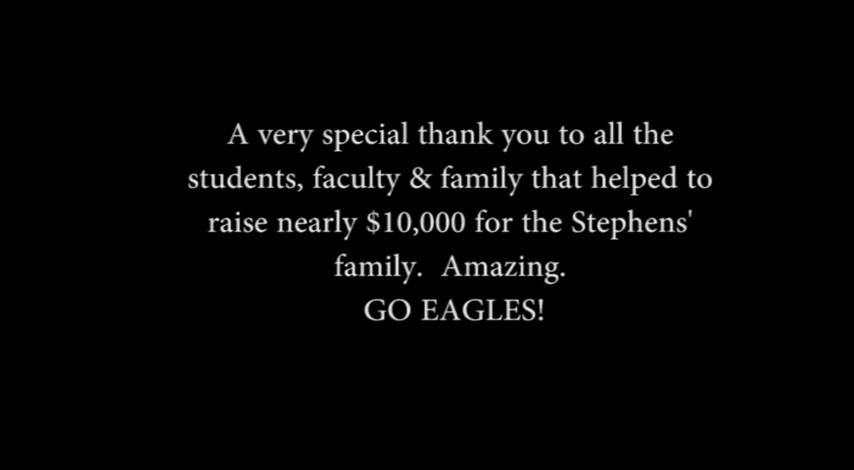 A very special thank you to all the
students, faculty & family that helped to
raise nearly $10,000 for the Stephens'
family.  Amazing.
GO EAGLES!